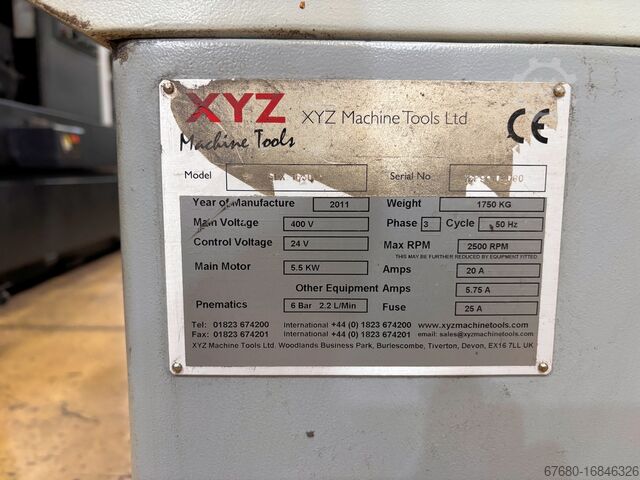 XYZ
Machine Tools
XYZ Machine Tools Ltd
CE
Model
Serial No
Year of Manufacture 2011 Weight 1750 KG
Main Voltage 400 V Phase 3 Cycle 50 Hz
Control Voltage 24 V Max RPM 2500 RPM
THIS MAY BE FURTHER REDUCED BY EQUIPMENT FITTED
Main Motor 5.5 KW Amps 20 A
Other Equipment Amps 5.75 A
Pnematics 6 Bar 2.2 L/Min Fuse 25 A
Tel: 01823 674200 International +44 (0) 1823 674200 www.xyzmachinetools.com
Fax: 01823 674201 International +44 (0) 1823 674201 email: sales@xyzmachinetools.com
XYZ Machine Tools Ltd. Woodlands Business Park, Burlescombe, Tiverton, Devon, EX16 7LL UK
67680-16846326